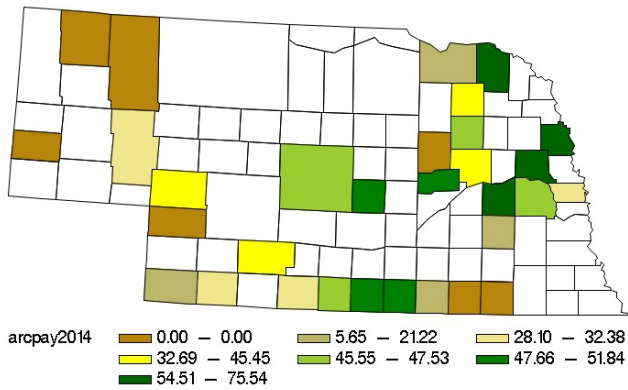 arcpay2014 0.00 – 0.00 5.65 – 21.22 28.10 – 32.38
32.69 – 45.45 45.55 – 47.53 47.66 – 51.84
54.51 – 75.54